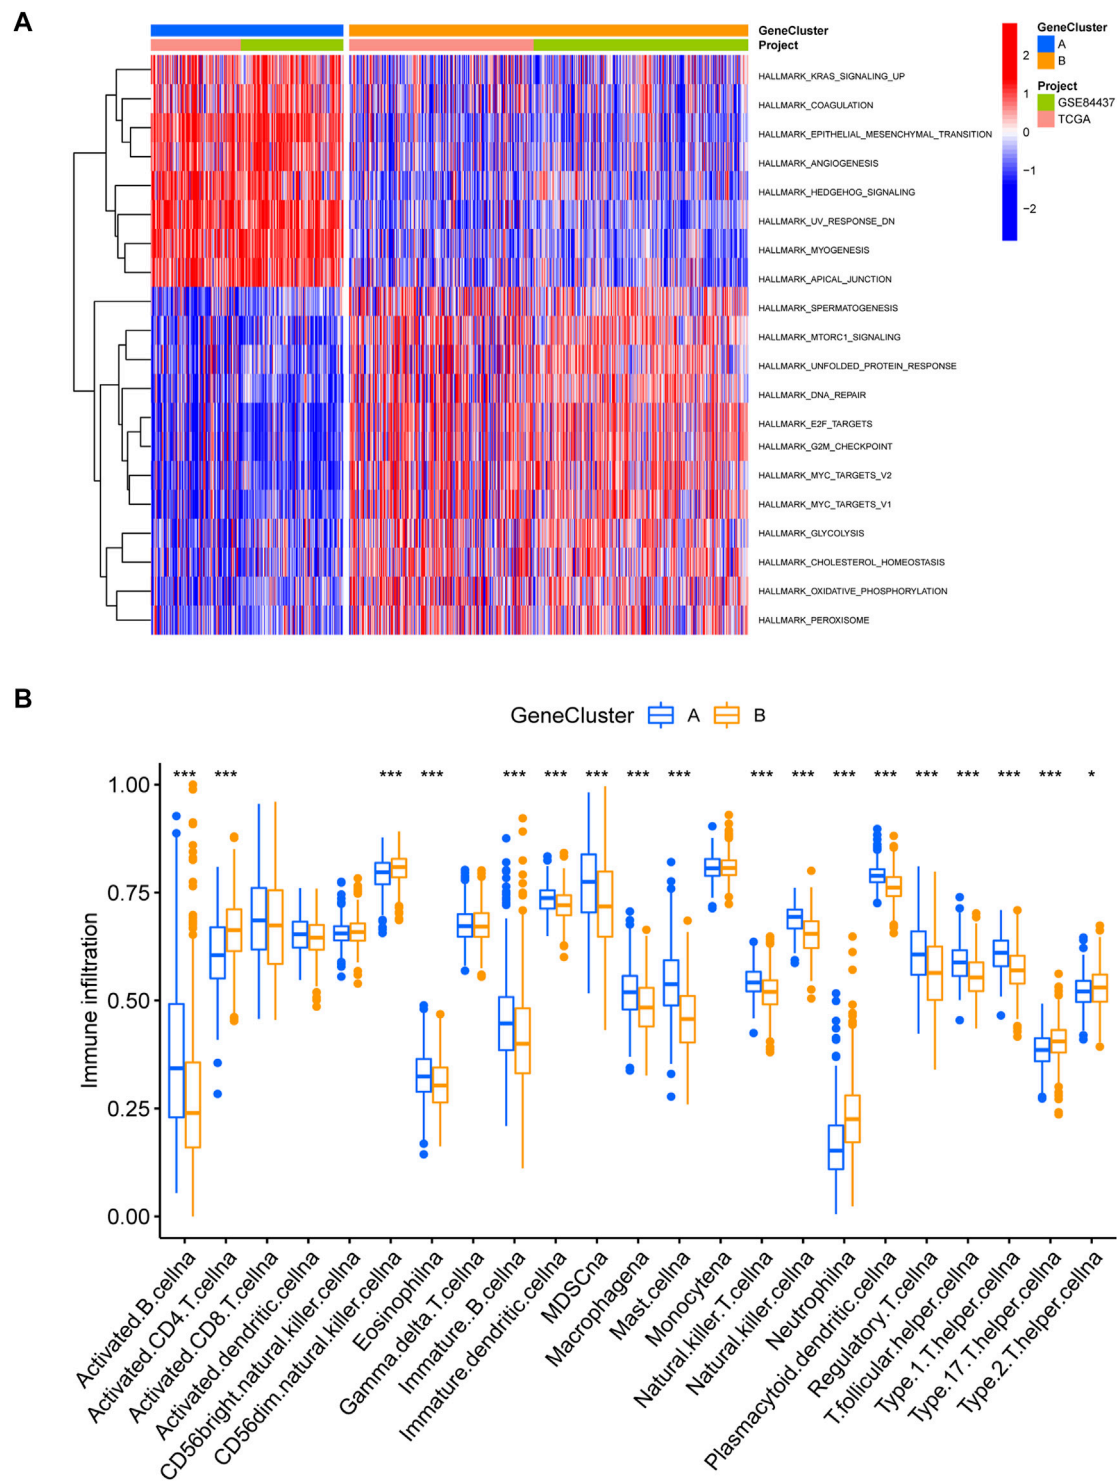 A
GeneCluster
Project
HALLMARK_KRAS_SIGNALING_UP
HALLMARK_COAGULATION
HALLMARK_EPITHELIAL_MESENCHYMAL_TRANSITION
HALLMARK_ANGIOGENESIS
HALLMARK_HEDGEHOG_SIGNALING
HALLMARK_UV_RESPONSE_DN
HALLMARK_MYOGENESIS
HALLMARK_APICAL_JUNCTION
HALLMARK_SPERMATOGENESIS
HALLMARK_MTORC1_SIGNALING
HALLMARK_UNFOLDED_PROTEIN_RESPONSE
HALLMARK_DNA_REPAIR
HALLMARK_E2F_TARGETS
HALLMARK_G2M_CHECKPOINT
HALLMARK_MYC_TARGETS_V2
HALLMARK_MYC_TARGETS_V1
HALLMARK_GLYCOLYSIS
HALLMARK_CHOLESTEROL_HOMEOSTASIS
HALLMARK_OXIDATIVE_PHOSPHORYLATION
HALLMARK_PEROXISOME
2
1
0
−1
−2
GeneCluster
A
B
Project
GSE84437
TCGA
B
GeneCluster A B
*** *** *** *** *** *** *** *** *** *** *** *** *** *** *** *** *** *
Immune infiltration
1.00
0.75
0.50
0.25
0.00
Activated.B.cellna
Activated.CD4.T.cellna
Activated.CD8.T.cellna
Activated.dendritic.cellna
CD56bright.natural.killer.cellna
CD56dim.natural.killer.cellna
Eosinophilna
Gamma.delta.T.cellna
Immature..B.cellna
Immature.dendritic.cellna
MDSCna
Macrophagena
Mast.cellna
Monocytena
Natural.killer.T.cellna
Natural.killer.cellna
Neutrophilna
Plasmacytoid.dendritic.cellna
Regulatory.T.cellna
T.follicular.helper.cellna
Type.1.T.helper.cellna
Type.17.T.helper.cellna
Type.2.T.helper.cellna